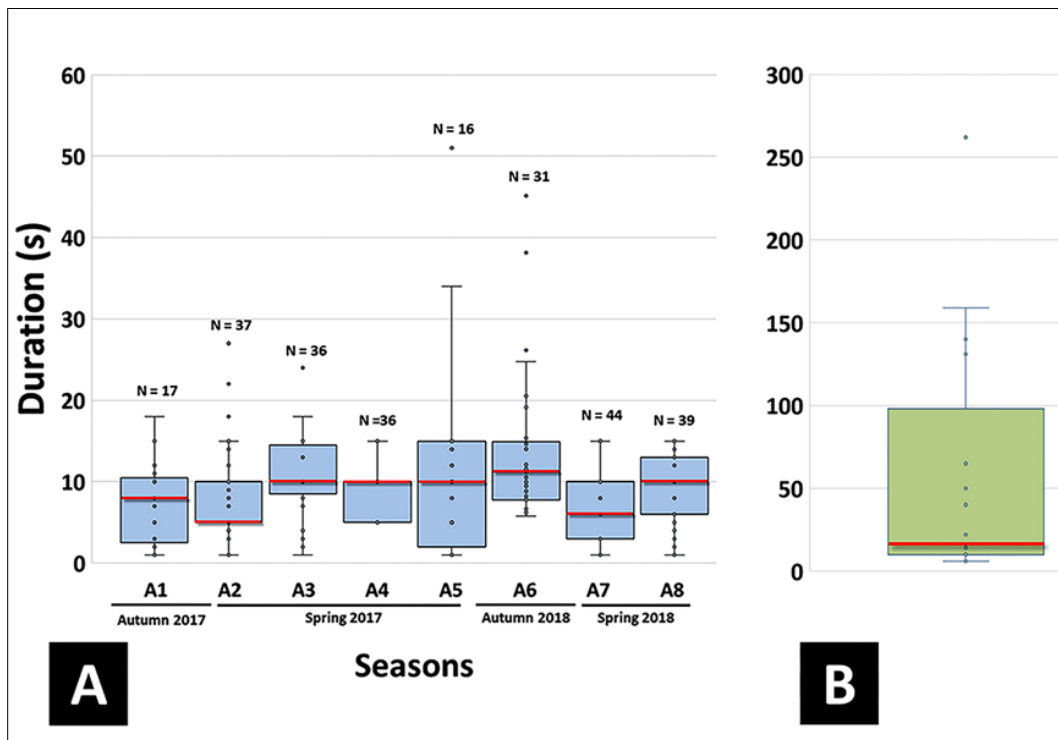 60
50
40
30
20
10
0
Duration (s)
N = 17
N = 37
N = 36
N =36
N = 16
N = 31
N = 44
N = 39
A1 A2 A3 A4 A5 A6 A7 A8
Autumn 2017 Spring 2017 Autumn 2018 Spring 2018
Seasons
A
300
250
200
150
100
50
0
B